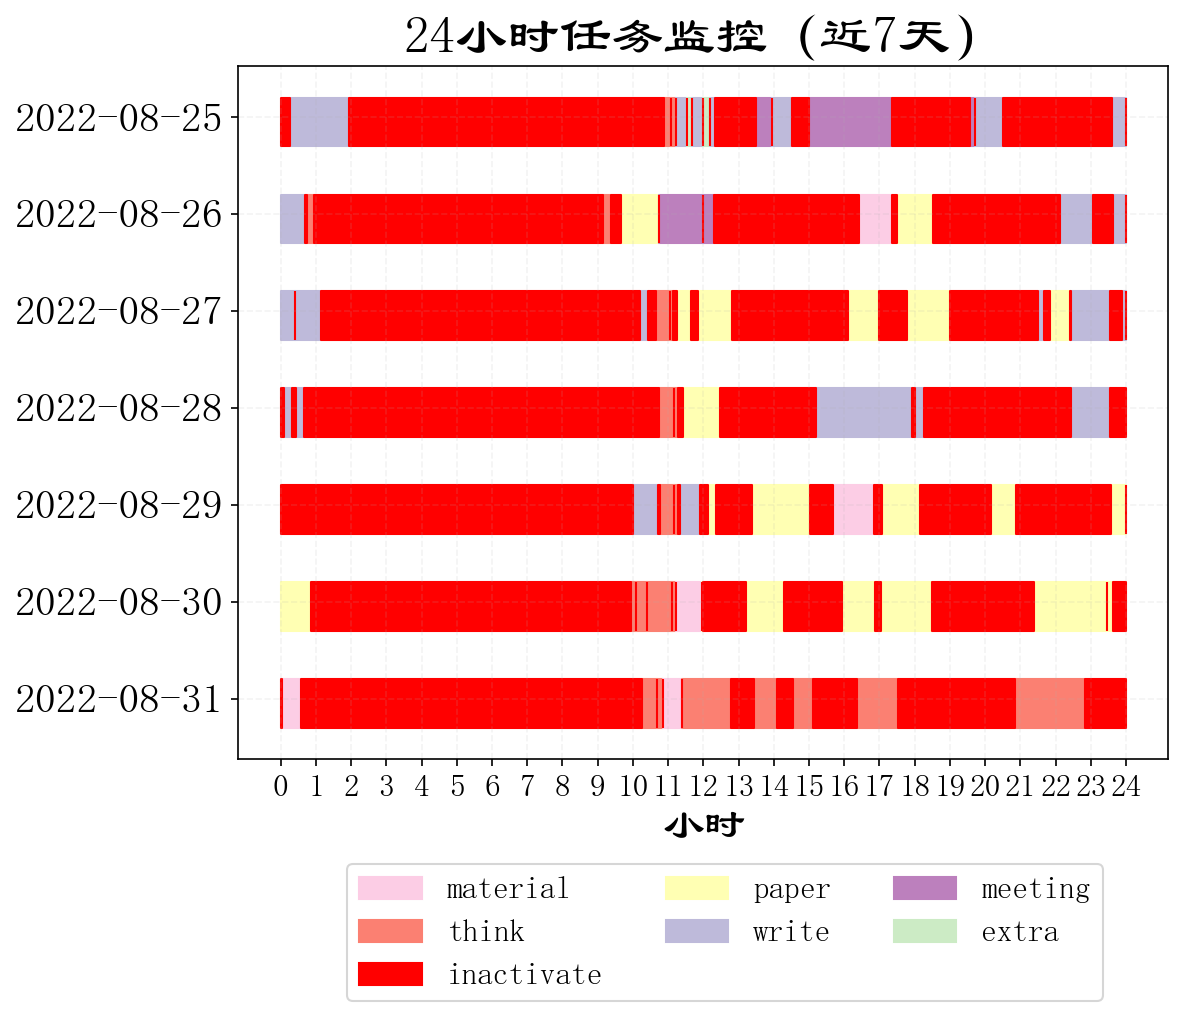 24小时任务监控 (近7天)
2022-08-25
2022-08-26
2022-08-27
2022-08-28
2022-08-29
2022-08-30
2022-08-31
0 1 2 3 4 5 6 7 8 9 10 11 12 13 14 15 16 17 18 19 20 21 22 23 24
小时
material paper meeting
think write extra
inactivate